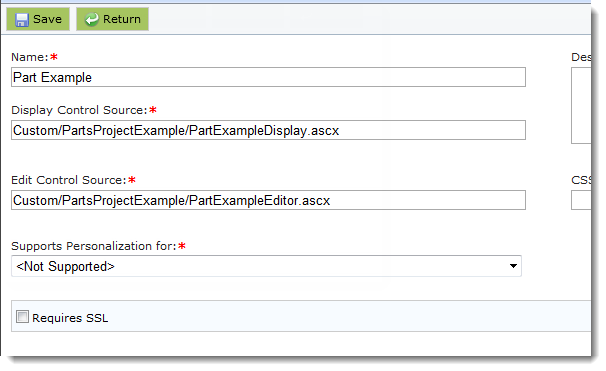 Save Return
Name:* Des
Part Example
Display Control Source:*
Custom/PartsProjectExample/PartExampleDisplay.ascx
Edit Control Source:* CSS
Custom/PartsProjectExample/PartExampleEditor.ascx
Supports Personalization for:*
<Not Supported>
Requires SSL